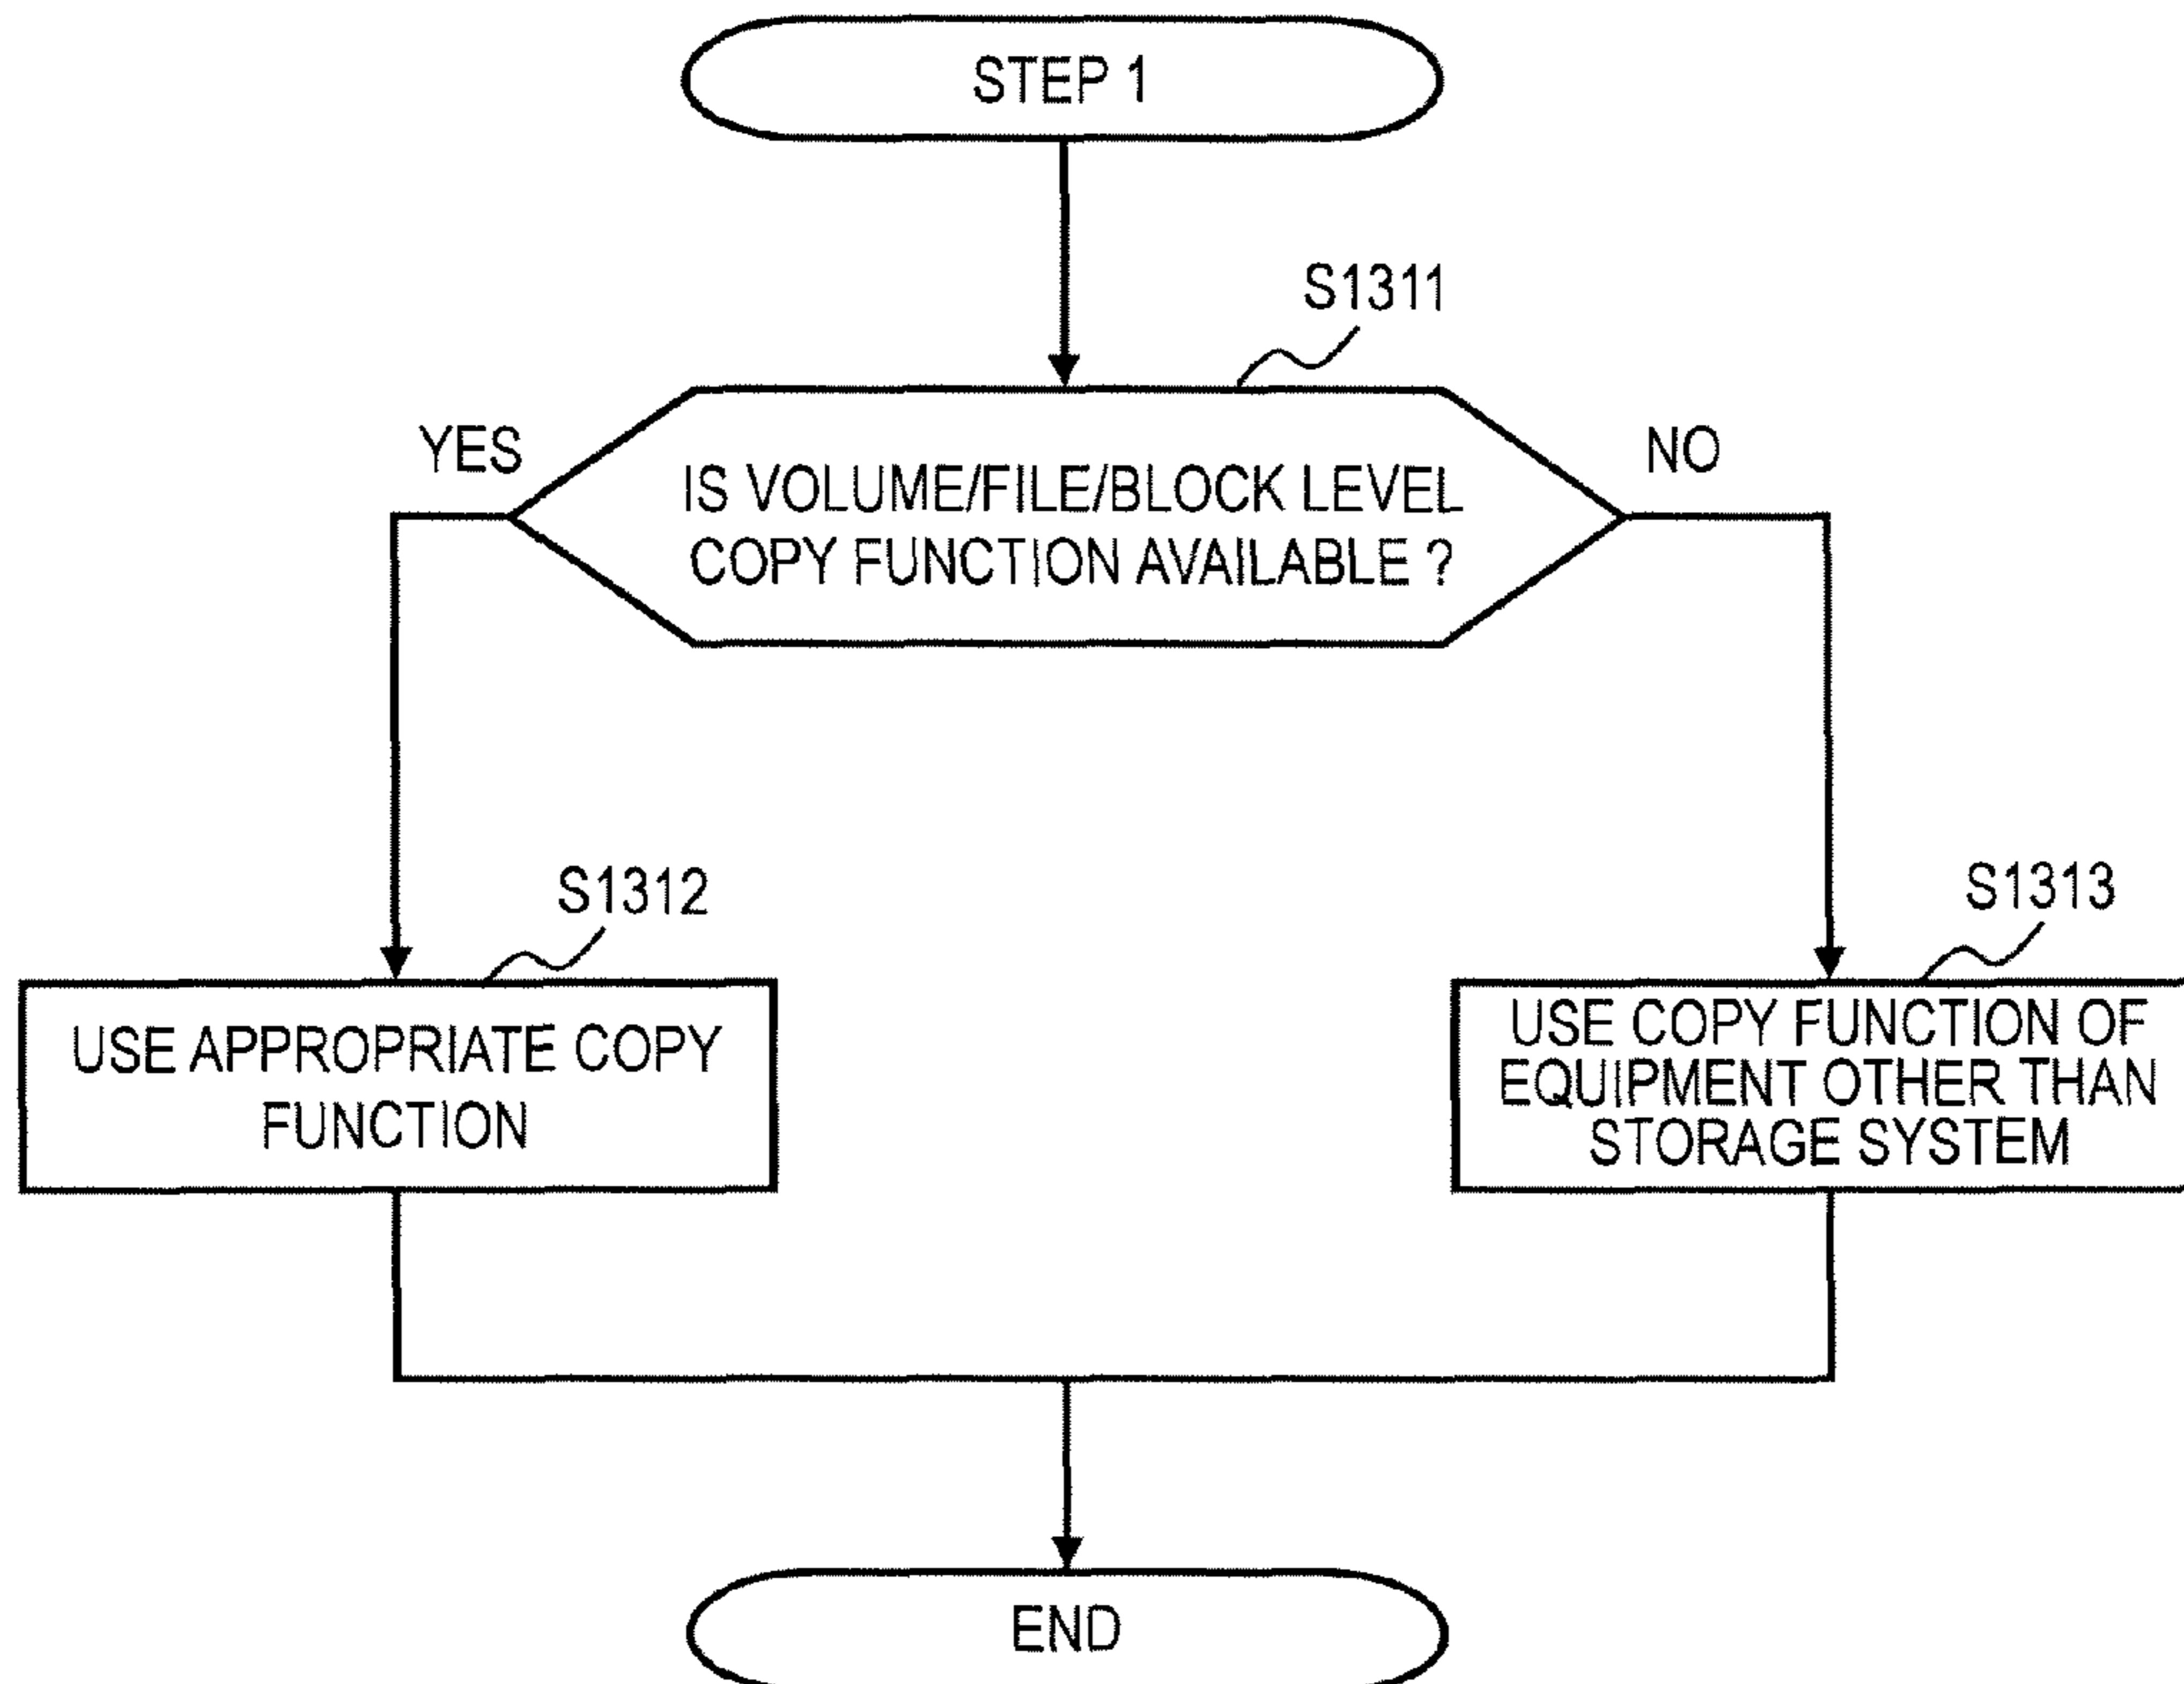 STEP 1
S1311
YES
NO
IS VOLUME/FILE/BLOCK LEVEL
COPY FUNCTION AVAILABLE ?
S1312
S1313
USE APPROPRIATE COPY
FUNCTION
USE COPY FUNCTION OF
EQUIPMENT OTHER THAN
STORAGE SYSTEM
END